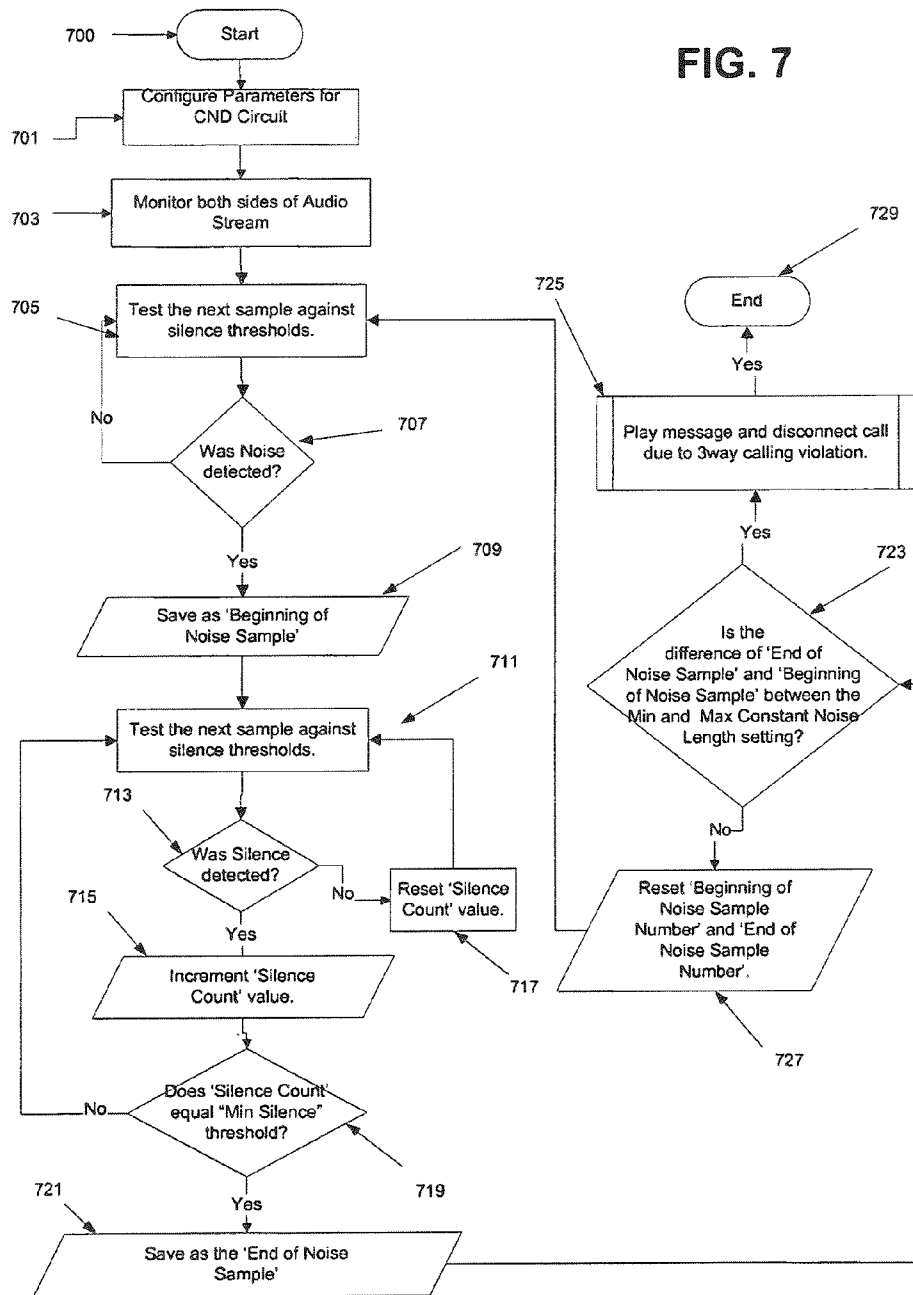 FIG. 7
700
Start
Configure Parameters for
CND Circuit
701
Monitor both sides of Audio
Stream
703
Test the next sample against
silence thresholds.
705
No
Was Noise
detected?
707
Yes
709
Save as 'Beginning of
Noise Sample'
711
Test the next sample against
silence thresholds.
713
Was Silence
detected?
No
Reset 'Silence
Count' value.
717
715
Yes
Increment 'Silence
Count' value.
No
Does 'Silence Count'
equal "Min Silence"
threshold?
719
Yes
721
Save as the 'End of Noise
Sample'
723
Is the
difference of 'End of
Noise Sample' and 'Beginning
of Noise Sample' between the
Min and Max Constant Noise
Length setting?
Yes
725
Play message and disconnect call
due to 3way calling violation.
Yes
729
End
No
Reset 'Beginning of
Noise Sample
Number' and 'End of
Noise Sample
Number'.
727